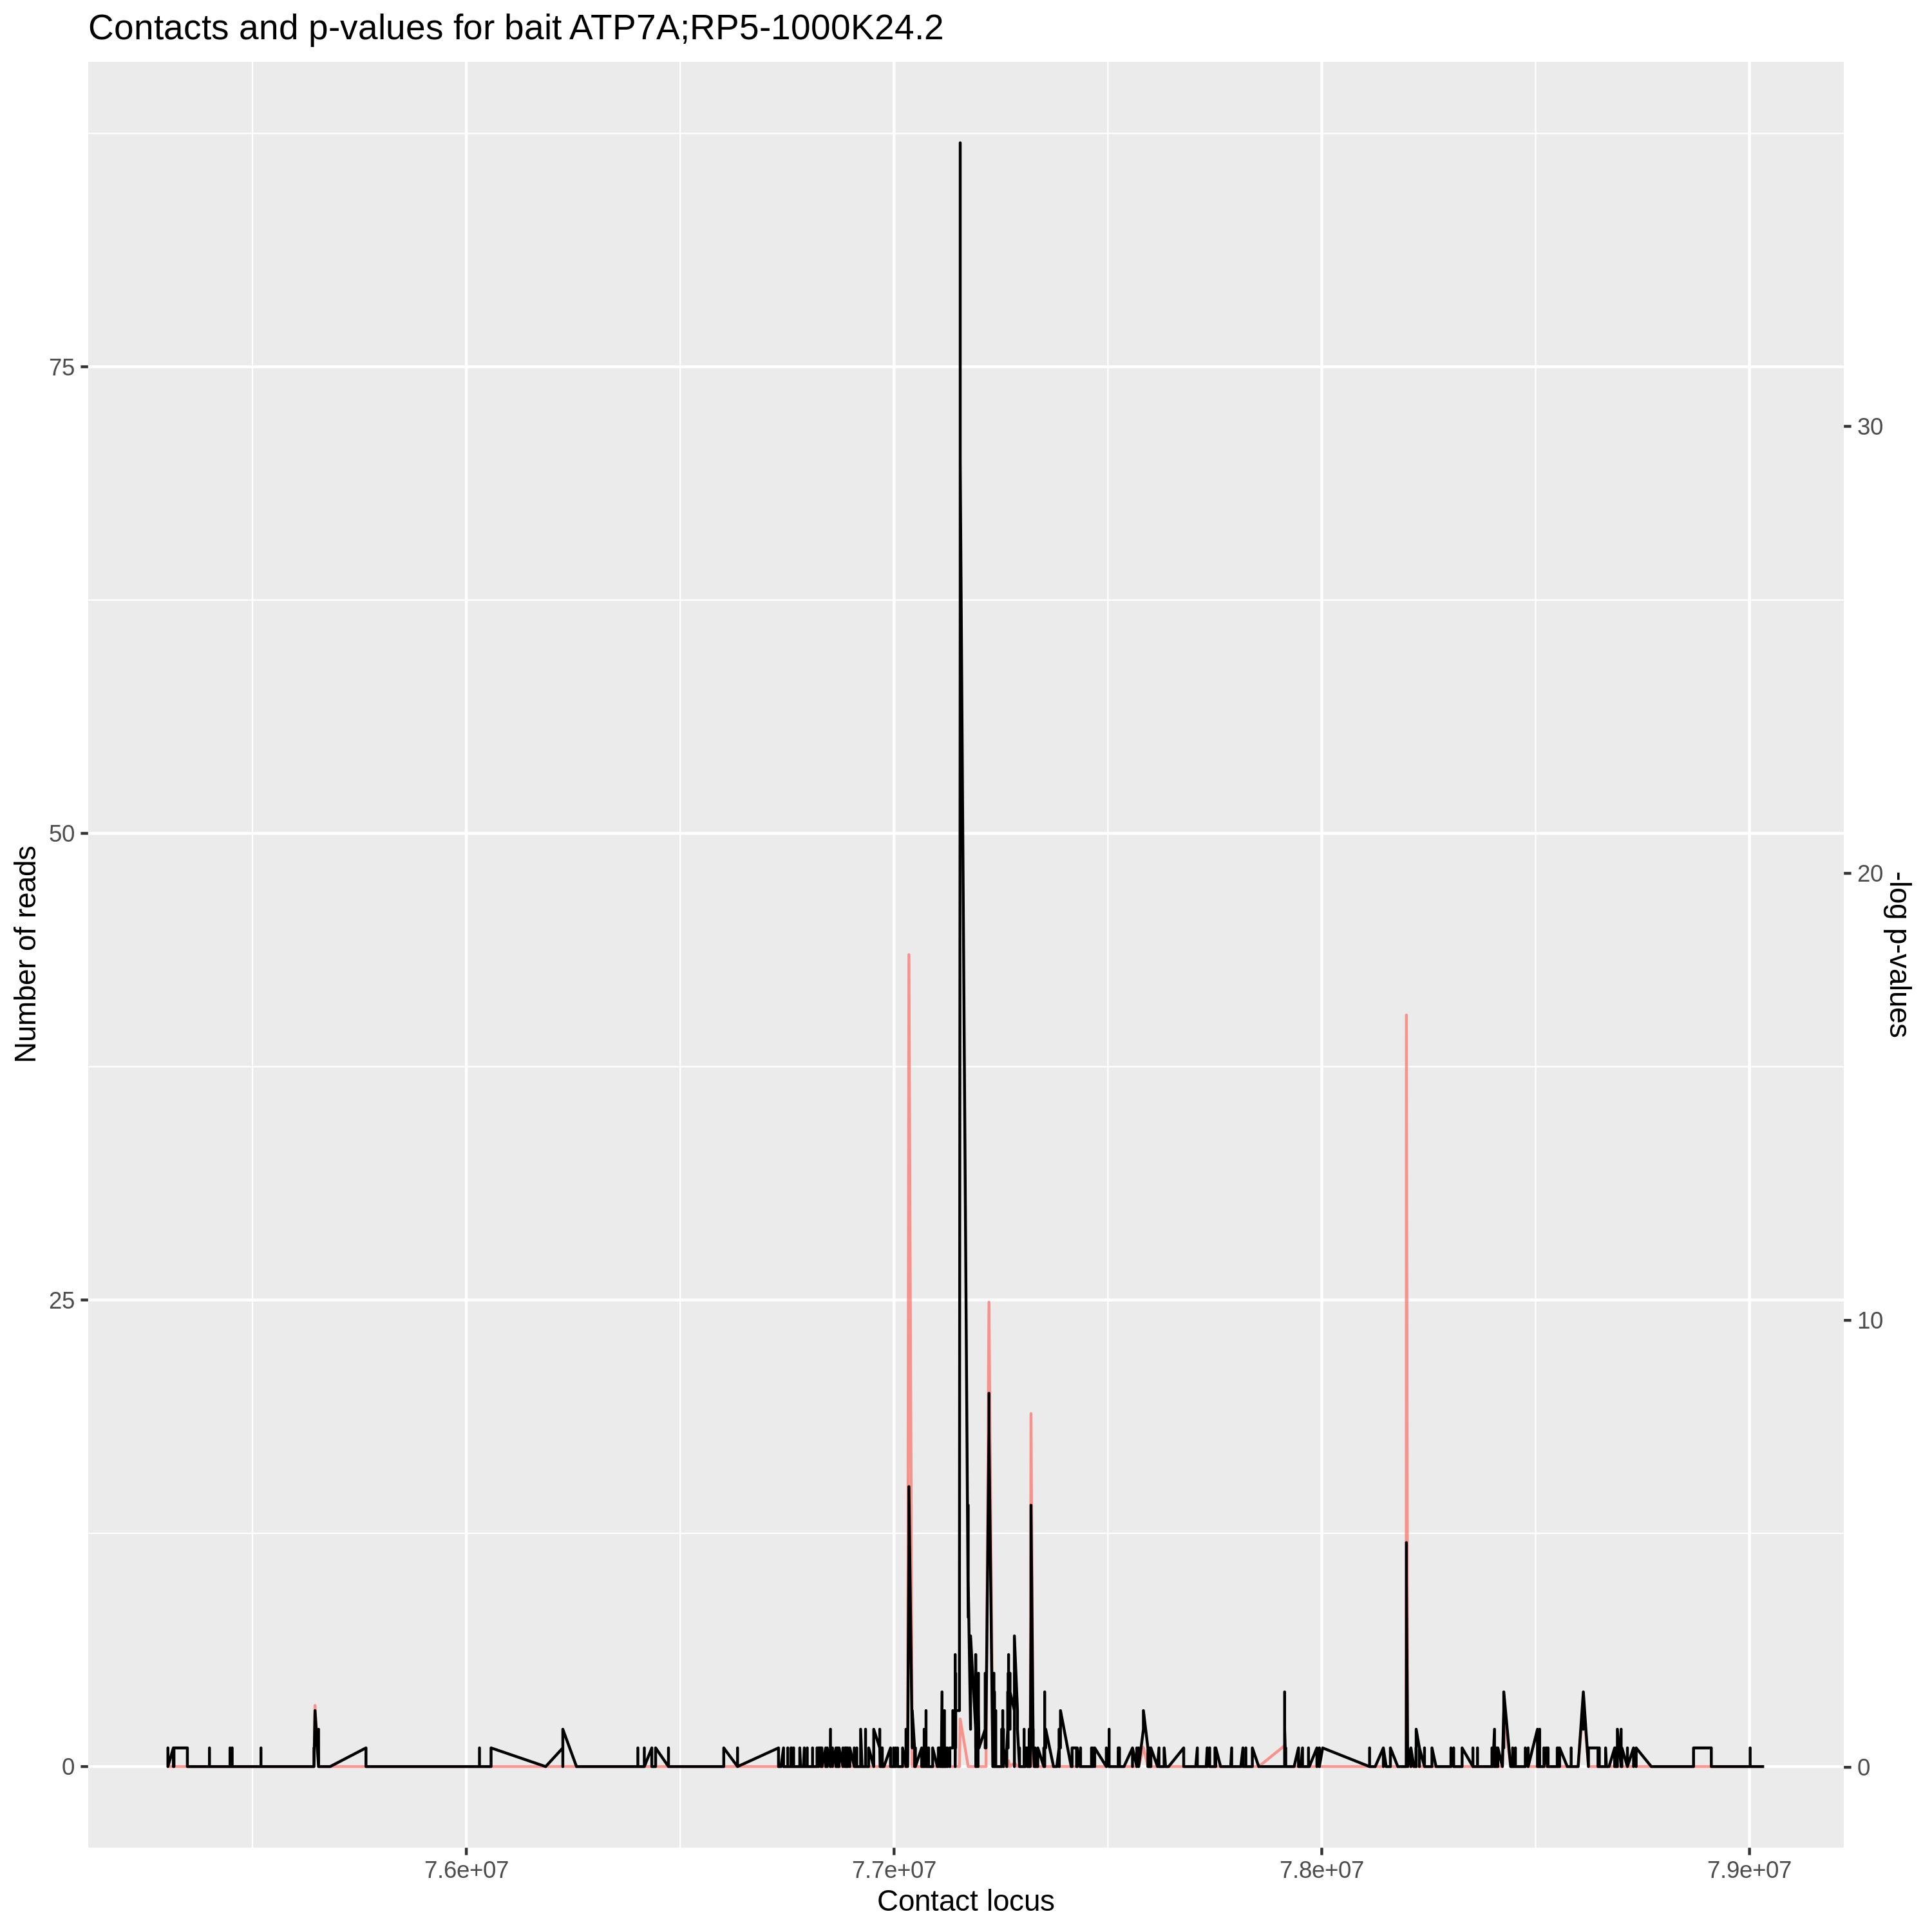 Contacts and p-values for bait ATP7A;RP5-1000K24.2
75
50
25
0
Number of reads
30
20
10
0
-log p-values
7.6e+07 7.7e+07 7.8e+07 7.9e+07
Contact locus